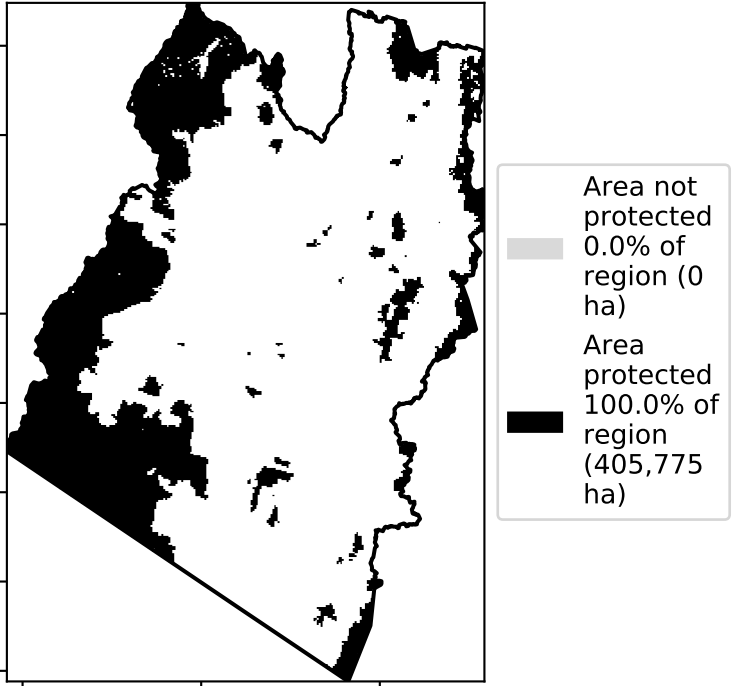 Area not
protected
0.0% of
region (0
ha)
Area
protected
100.0% of
region
(405,775
ha)